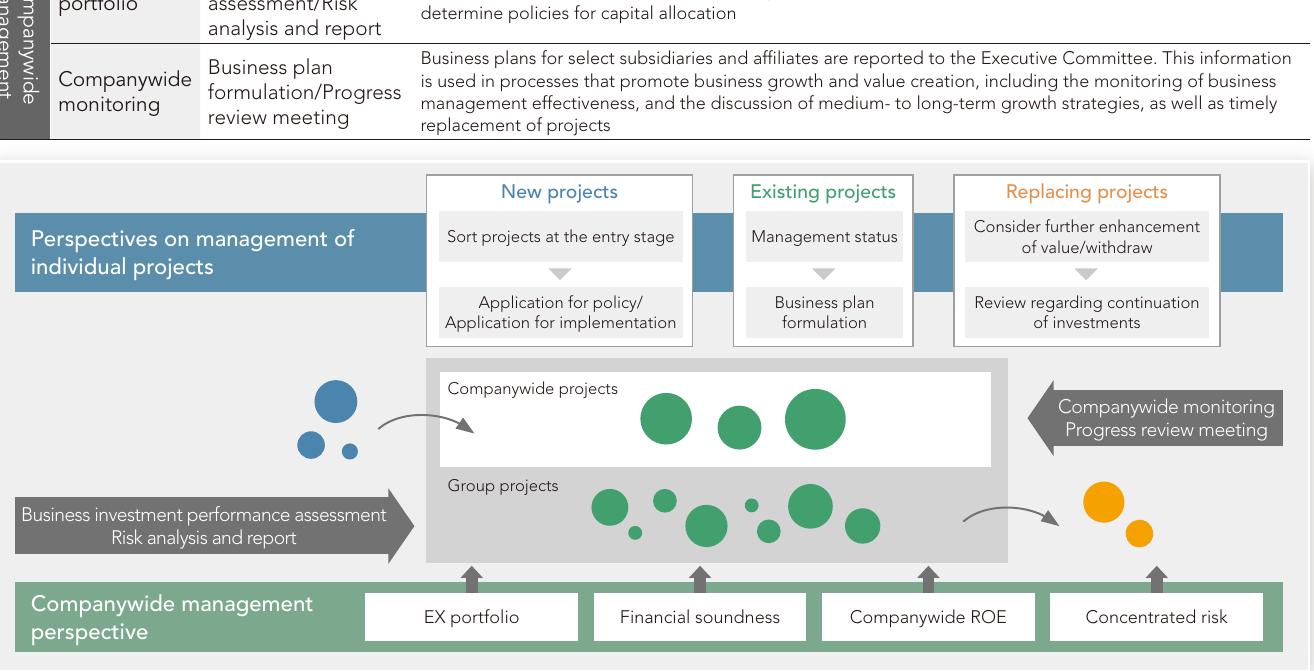 portfolio
assessment/Risk
analysis and report
determine policies for capital allocation
Companywide
monitoring
Business plan
formulation/Progress
review meeting
Business plans for select subsidiaries and affiliates are reported to the Executive Committee. This information
is used in processes that promote business growth and value creation, including the monitoring of business
management effectiveness, and the discussion of medium- to long-term growth strategies, as well as timely
replacement of projects
Perspectives on management of
individual projects
New projects
Sort projects at the entry stage
Application for policy/
Application for implementation
Existing projects
Management status
Business plan
formulation
Replacing projects
Consider further enhancement
of value/withdraw
Review regarding continuation
of investments
Companywide projects
Group projects
Companywide monitoring
Progress review meeting
Business investment performance assessment
Risk analysis and report
Companywide management
perspective
EX portfolio
Financial soundness
Companywide ROE
Concentrated risk